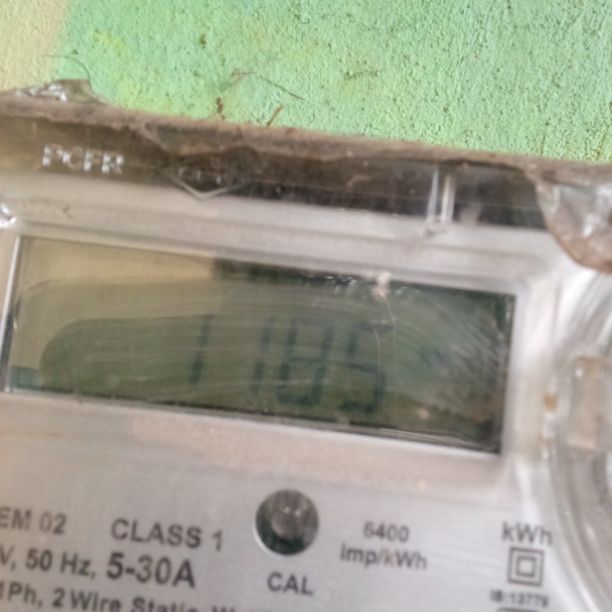 PCFR
1185
EM 02 CLASS 1
V, 50 Hz, 5-30A
1Ph, 2 Wire Static
CAL
6400
imp/kWh
kWh
IS:13779